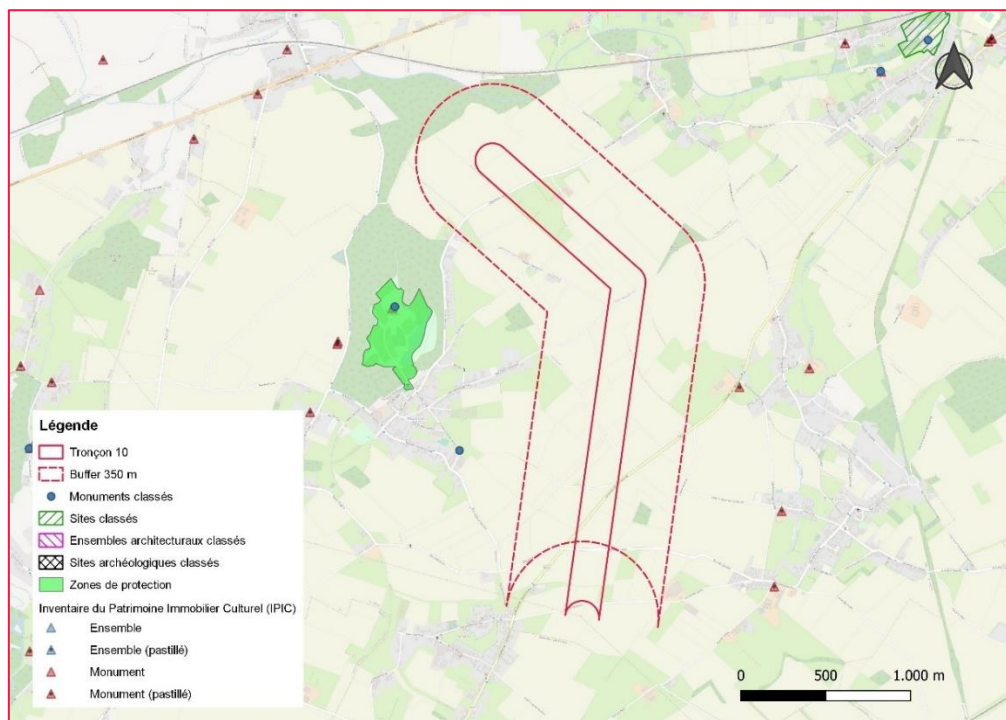 Légende
Tronçon 10
Buffer 350 m
Monuments classés
Sites classés
Ensembles architecturaux classés
Sites archéologiques classés
Zones de protection
Inventaire du Patrimoine Immobilier Culturel (IPIC)
Ensemble
Ensemble (pastillé)
Monument
Monument (pastillé)
0 500 1.000 m